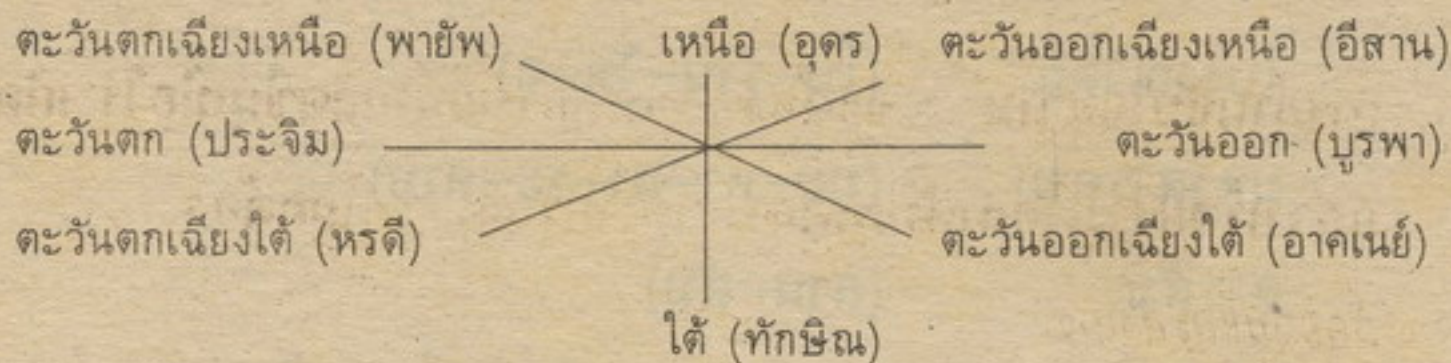 ตะวันตกเฉียงเหนือ (พายัพ) เหนือ (อุดร) ตะวันออกเฉียงเหนือ (อีสาน)
ตะวันตก (ประจิม) ตะวันออก (บูรพา)
ตะวันตกเฉียงใต้ (หรดี) ตะวันออกเฉียงใต้ (อาคเนย์)
ใต้ (ทักษิณ)